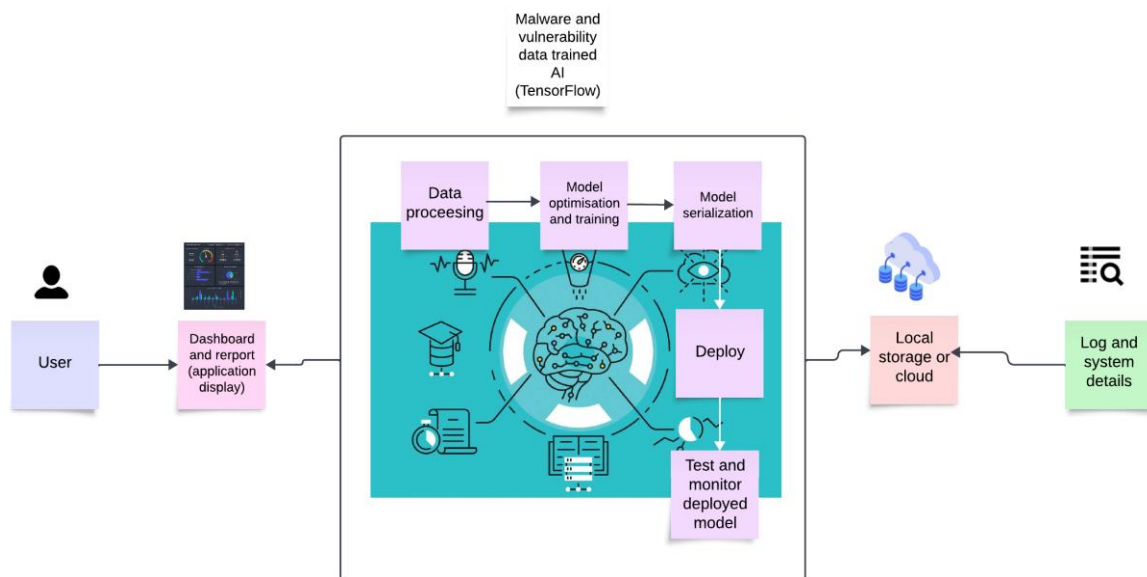 Malware and
vulnerability
data trained
AI
(TensorFlow)
Data
proceesing
Model
optimisation
and training
Model
serialization
User
Dashboard
and rerport
(application
display)
Deploy
Local
storage or
cloud
Log and
system
details
Test and
monitor
deployed
model